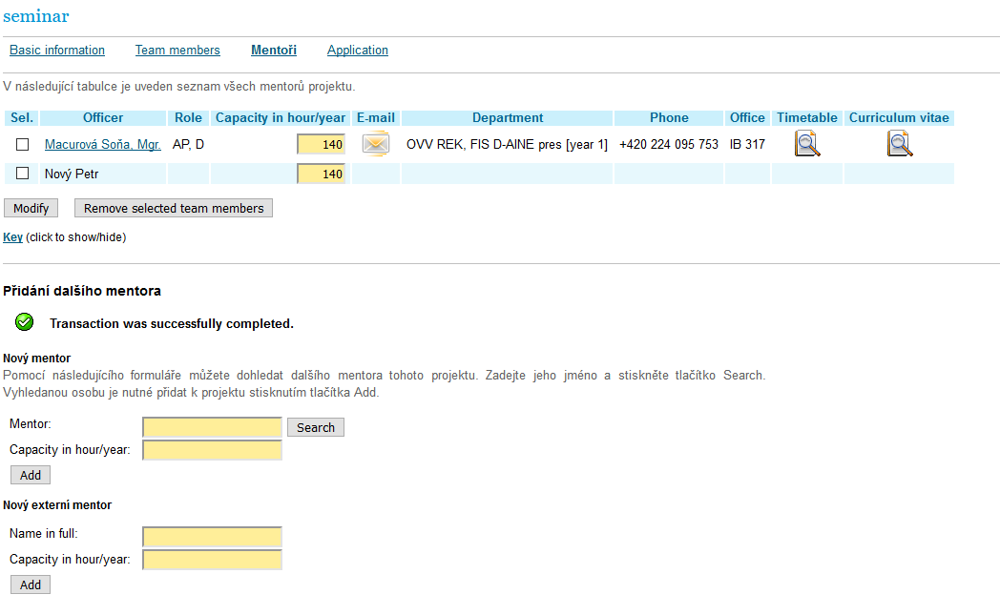 seminar
Basic information Team members Mentoři Application
V následující tabulce je uveden seznam všech mentorů projektu.
Sel. Officer Role Capacity in hour/year E-mail Department Phone Office Timetable Curriculum vitae
Macurová Soňa, Mgr. AP, D 140 OVV REK, FIS D-AINE pres [year 1] +420 224 095 753 IB 317
Nový Petr 140
Modify Remove selected team members
Key (click to show/hide)
Přidání dalšího mentora
Transaction was successfully completed.
Nový mentor
Pomocí následujícího formuláře můžete dohledat dalšího mentora tohoto projektu. Zadejte jeho jméno a stiskněte tlačítko Search.
Vyhledanou osobu je nutné přidat k projektu stisknutím tlačítka Add.
Mentor: Search
Capacity in hour/year:
Add
Nový externí mentor
Name in full:
Capacity in hour/year:
Add